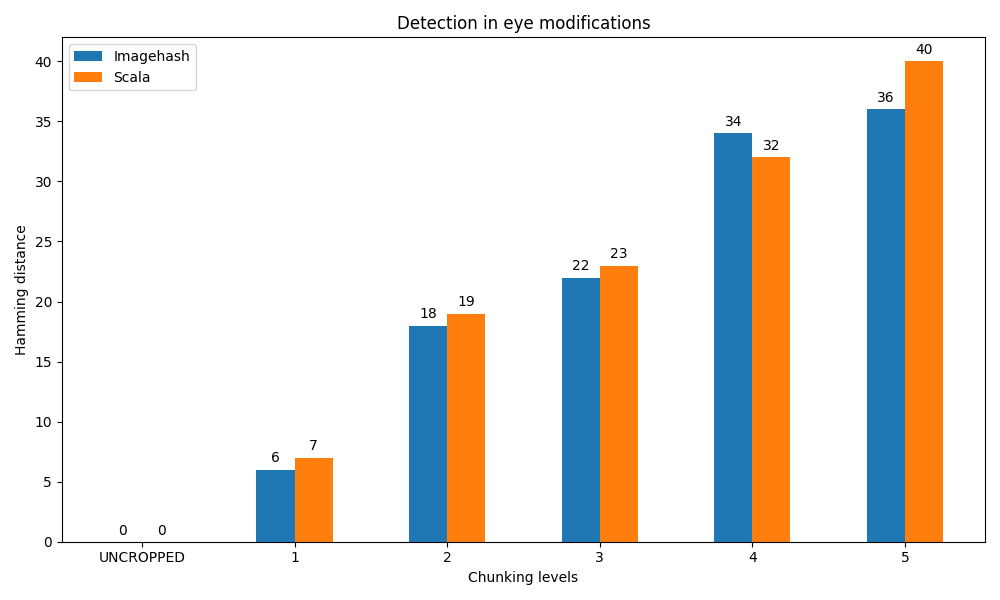 Detection in eye modifications
Imagehash
Scala
Hamming distance
40
35
30
25
20
15
10
5
0
0 0
6 7
18 19
22 23
34 32
36 40
UNCROPPED 1 2 3 4 5
Chunking levels